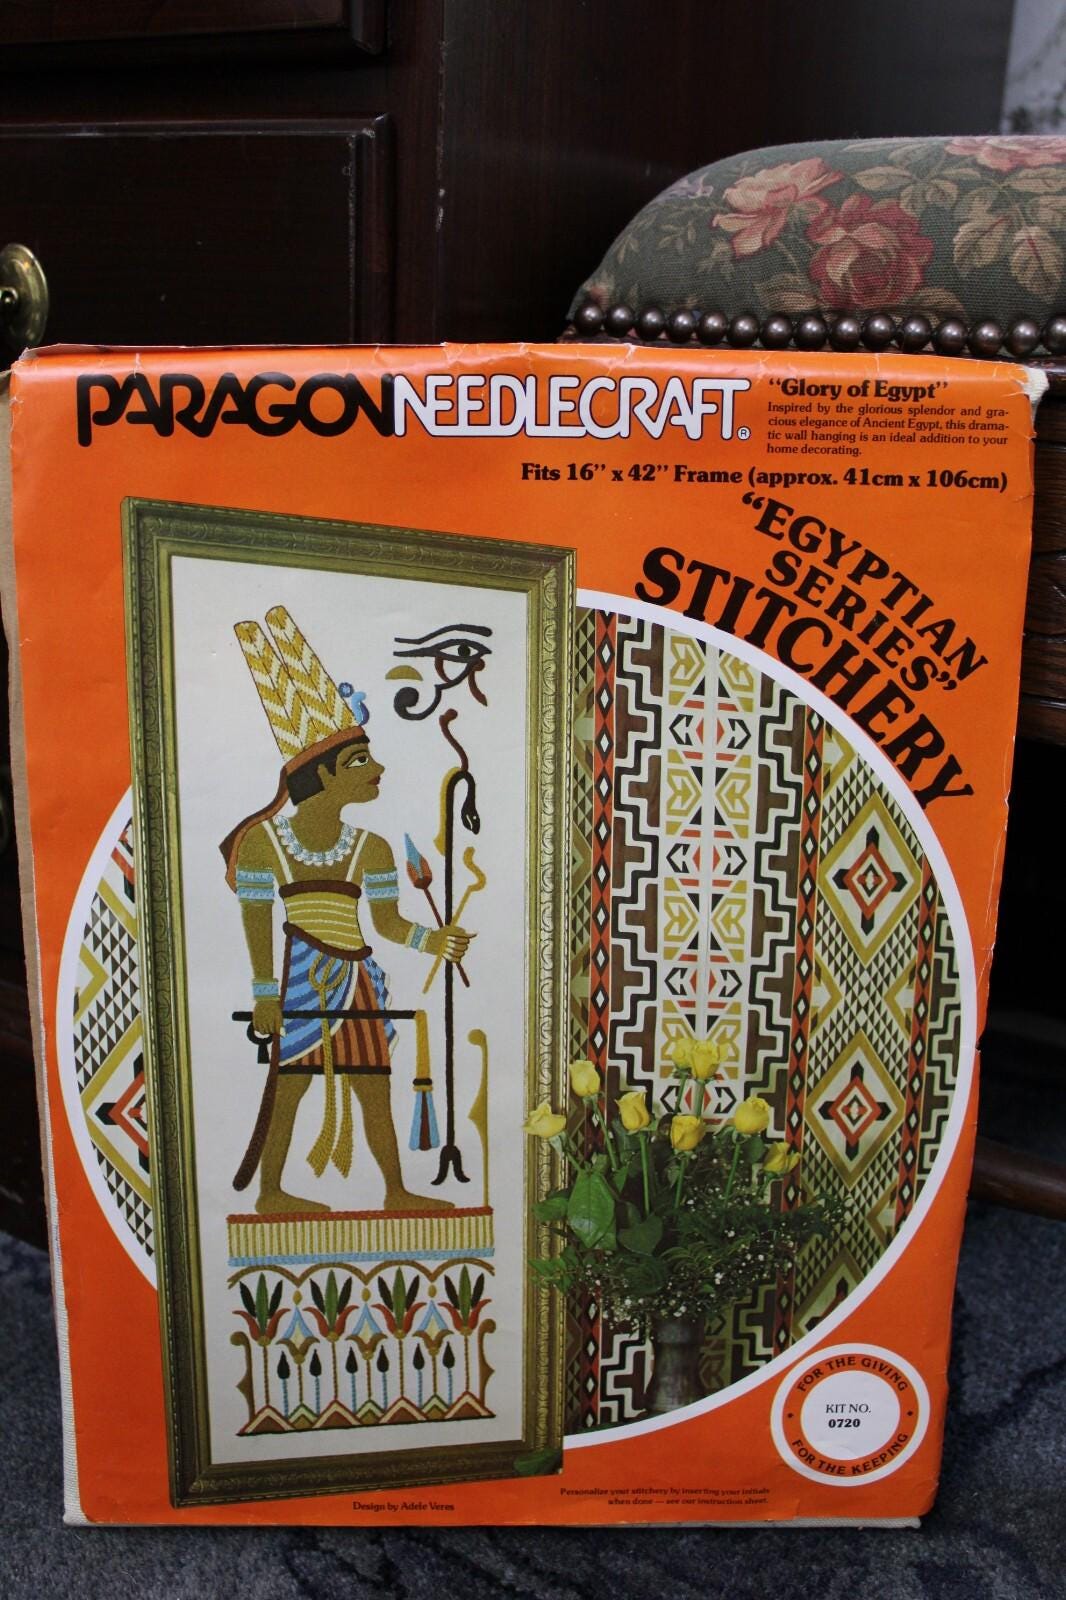 PARAGON NEEDLECRAFT®
"Glory of Egypt"
Inspired by the glorious splendor and gra-
cious elegance of Ancient Egypt, this drama-
tic wall hanging is an ideal addition to your
home decorating.
Fits 16" x 42" Frame (approx. 41cm x 106cm)
"EGYPTIAN
SERIES"
STITCHERY
FOR THE GIVING
KIT NO.
0720
FOR THE KEEPING
Personalize your stitchery by inserting your initials
when done — see our instruction sheet.
Design by Adele Veres